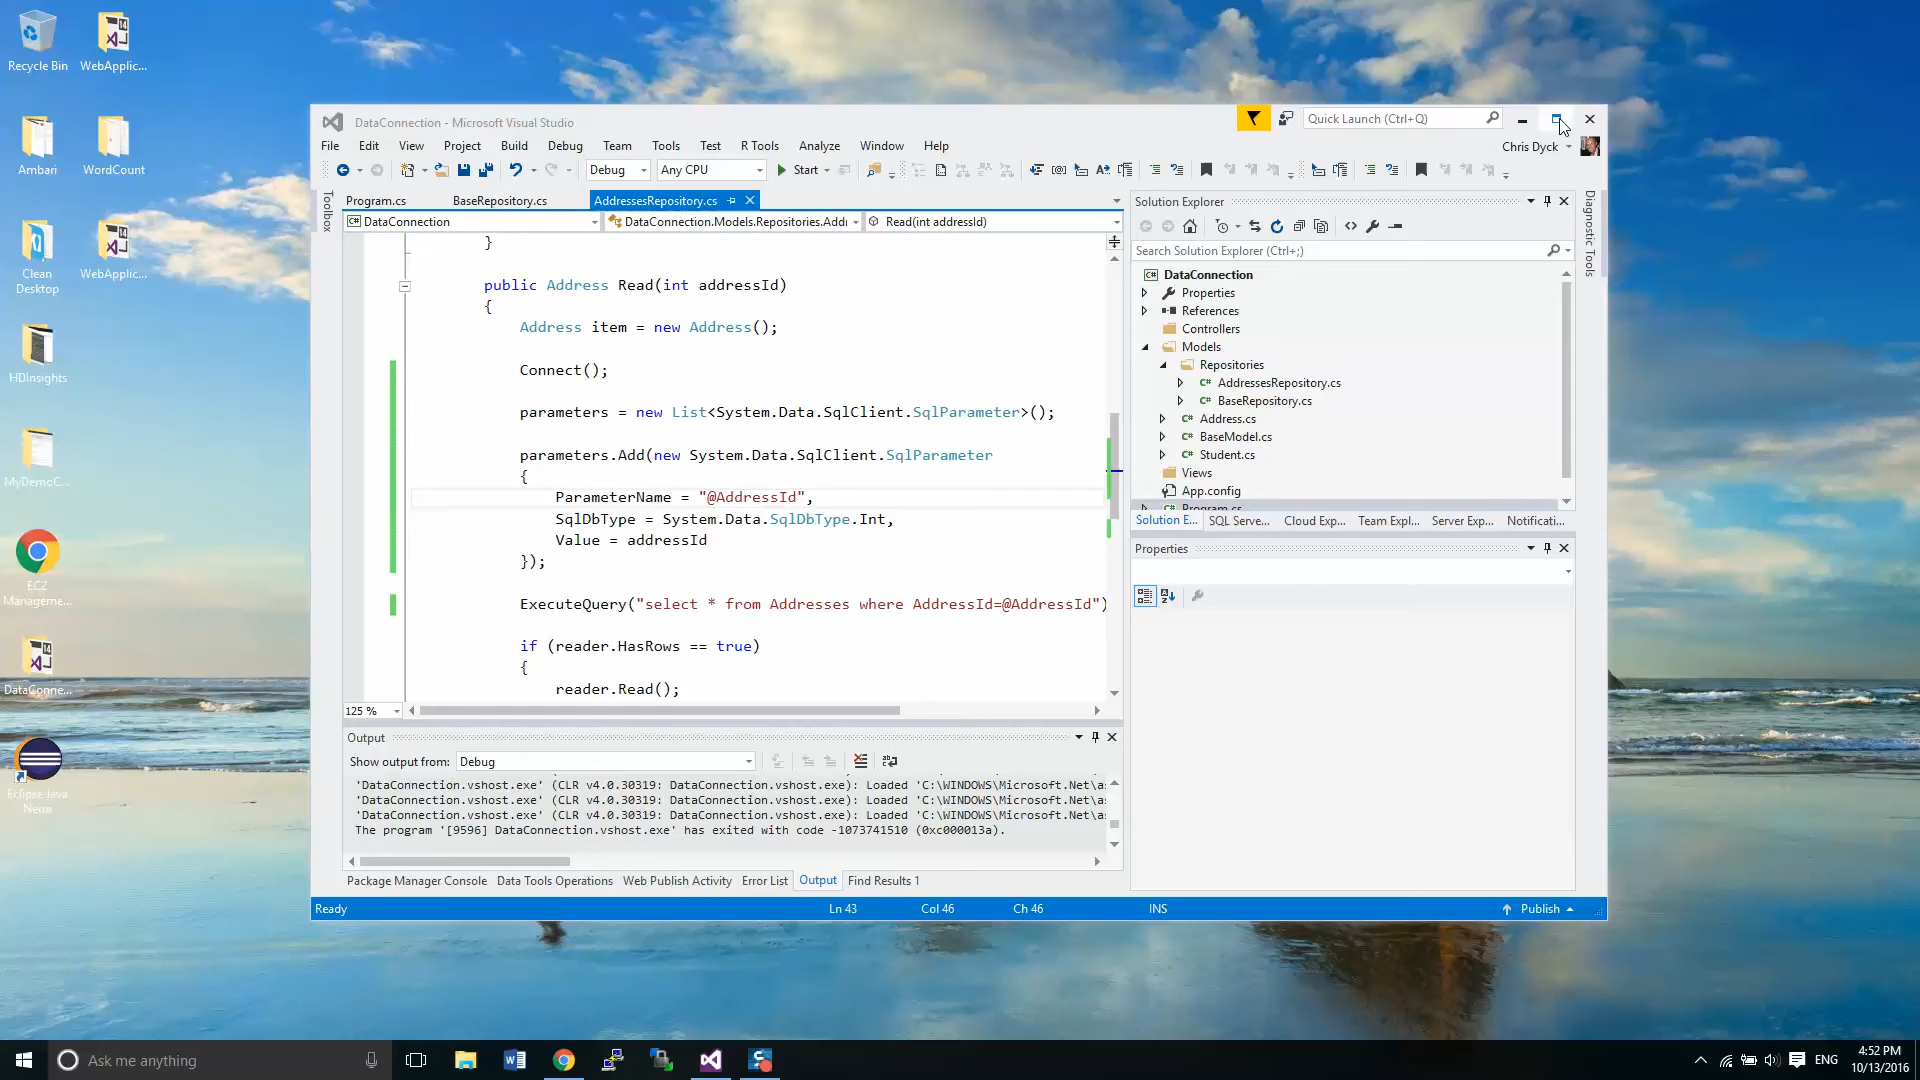 Recycle Bin
WebApplic...
Ambari
WordCount
Clean
Desktop
WebApplic...
HDInsights
MyDemoC...
EC2
Manageme...
DataConne...
Eclipse Java
Neon
DataConnection - Microsoft Visual Studio
Quick Launch (Ctrl+Q)
File Edit View Project Build Debug Team Tools Test R Tools Analyze Window Help
Chris Dyck
Debug Any CPU Start
Toolbox
Program.cs BaseRepository.cs AddressesRepository.cs
DataConnection DataConnection.Models.Repositories.Addr Read(int addressId)
}
public Address Read(int addressId)
{
Address item = new Address();
Connect();
parameters = new List<System.Data.SqlClient.SqlParameter>();
parameters.Add(new System.Data.SqlClient.SqlParameter
{
ParameterName = "@AddressId",
SqlDbType = System.Data.SqlDbType.Int,
Value = addressId
});
ExecuteQuery("select * from Addresses where AddressId=@AddressId")
if (reader.HasRows == true)
{
reader.Read();
125 %
Output
Show output from: Debug
'DataConnection.vshost.exe' (CLR v4.0.30319: DataConnection.vshost.exe): Loaded 'C:\WINDOWS\Microsoft.Net\a
'DataConnection.vshost.exe' (CLR v4.0.30319: DataConnection.vshost.exe): Loaded 'C:\WINDOWS\Microsoft.Net\a
'DataConnection.vshost.exe' (CLR v4.0.30319: DataConnection.vshost.exe): Loaded 'C:\WINDOWS\Microsoft.Net\a
The program '[9596] DataConnection.vshost.exe' has exited with code -1073741510 (0xc000013a).
Package Manager Console Data Tools Operations Web Publish Activity Error List Output Find Results 1
Solution Explorer
Search Solution Explorer (Ctrl+;)
DataConnection
Properties
References
Controllers
Models
Repositories
AddressesRepository.cs
BaseRepository.cs
Address.cs
BaseModel.cs
Student.cs
Views
App.config
Program.cs
Solution E... SQL Serve... Cloud Exp... Team Expl... Server Exp... Notificati...
Properties
Diagnostic Tools
Ready Ln 43 Col 46 Ch 46 INS Publish
Ask me anything
ENG
4:52 PM
10/13/2016